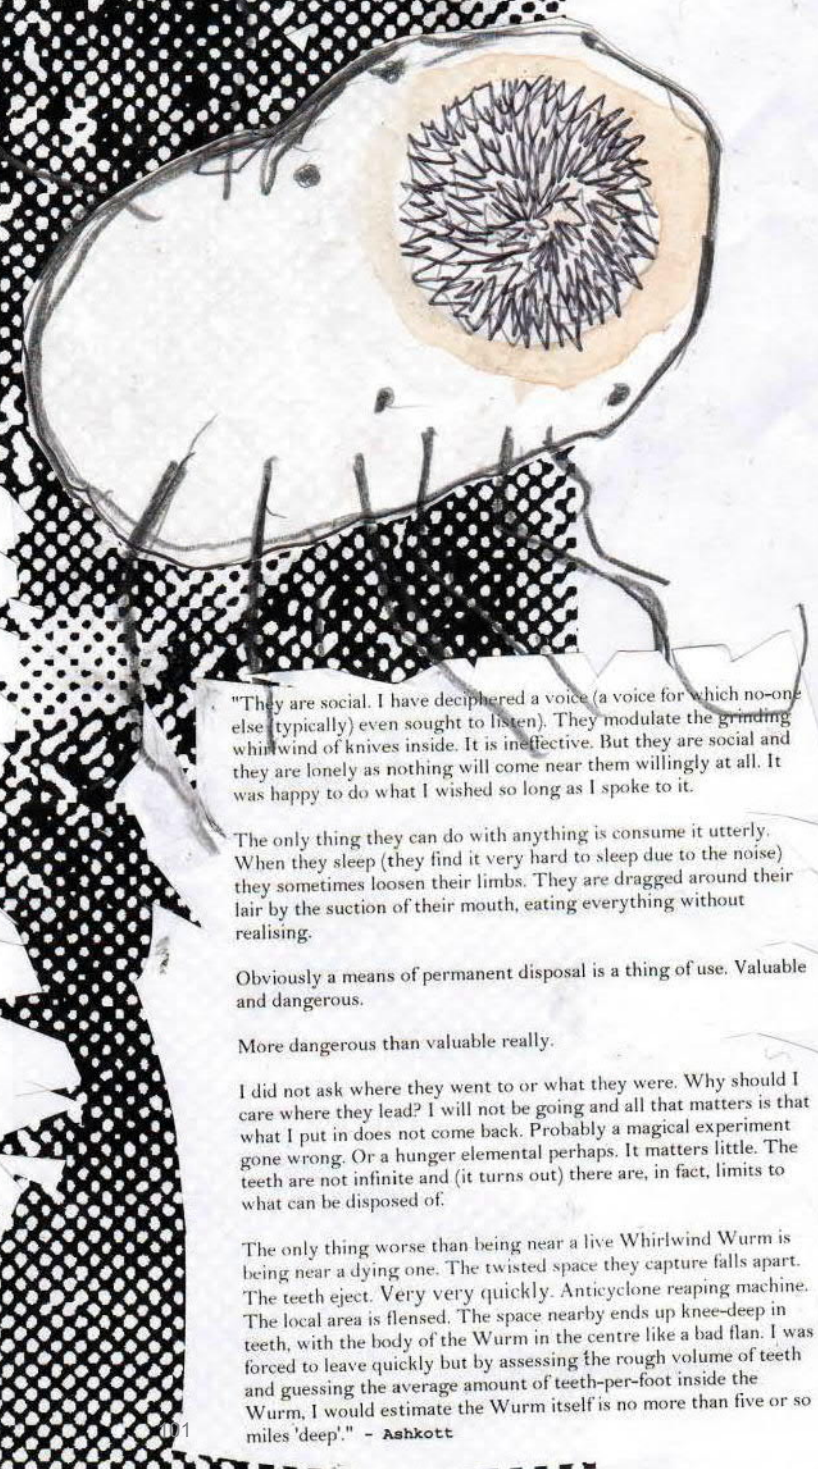 "They are social. I have deciphered a voice (a voice for which no-one
else (typically) even sought to listen). They modulate the grinding
whirlwind of knives inside. It is ineffective. But they are social and
they are lonely as nothing will come near them willingly at all. It
was happy to do what I wished so long as I spoke to it.

The only thing they can do with anything is consume it utterly.
When they sleep (they find it very hard to sleep due to the noise)
they sometimes loosen their limbs. They are dragged around their
lair by the suction of their mouth, eating everything without
realising.

Obviously a means of permanent disposal is a thing of use. Valuable
and dangerous.

More dangerous than valuable really.

I did not ask where they went to or what they were. Why should I
care where they lead? I will not be going and all that matters is that
what I put in does not come back. Probably a magical experiment
gone wrong. Or a hunger elemental perhaps. It matters little. The
teeth are not infinite and (it turns out) there are, in fact, limits to
what can be disposed of.

The only thing worse than being near a live Whirlwind Wurm is
being near a dying one. The twisted space they capture falls apart.
The teeth eject. Very very quickly. Anticyclone reaping machine.
The local area is flensed. The space nearby ends up knee-deep in
teeth, with the body of the Wurm in the centre like a bad flan. I was
forced to leave quickly but by assessing the rough volume of teeth
and guessing the average amount of teeth-per-foot inside the
Wurm, I would estimate the Wurm itself is no more than five or so
miles 'deep'." - Ashkott
101